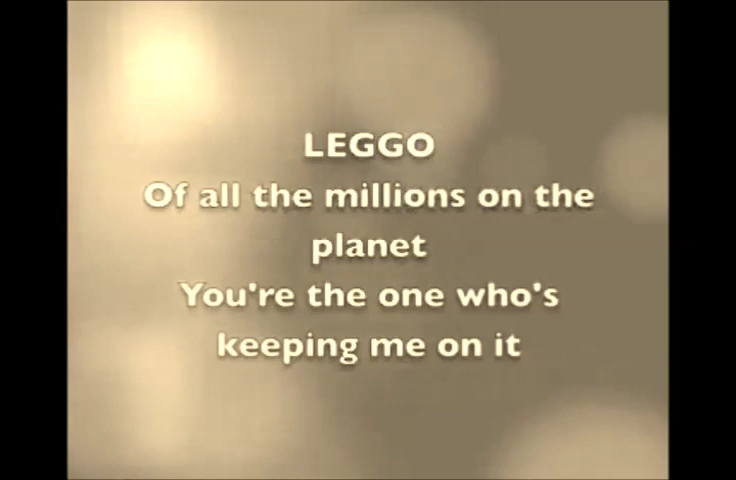 LEGGO
Of all the millions on the
planet
You're the one who's
keeping me on it